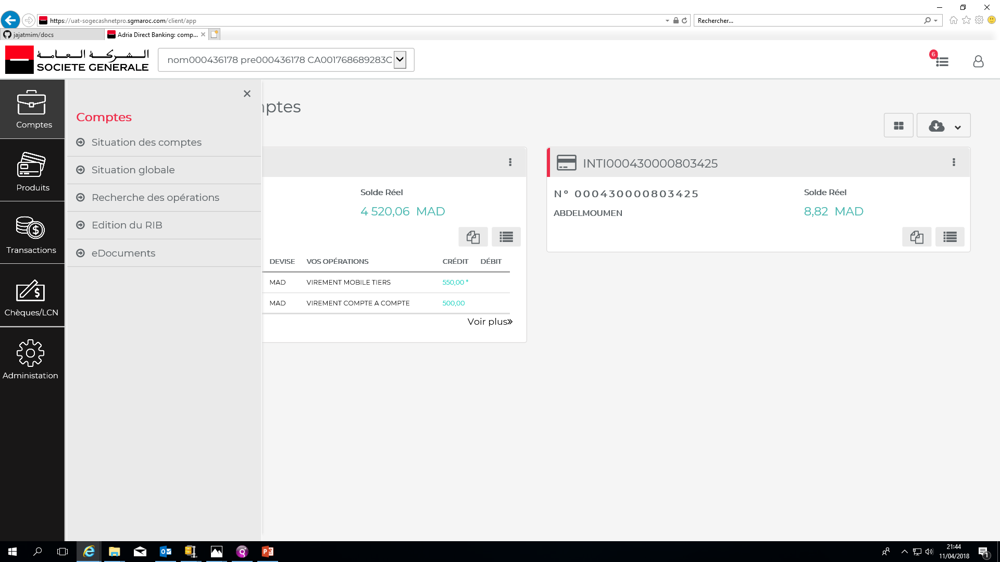 https://uat-sogecashnetpro.sgmaroc.com/client/app
Rechercher...
jajatmim/docs
Adria Direct Banking: comp...
الـشـركـة الـعـامـة
SOCIETE GENERALE
nom000436178 pre000436178 CA001768689283C
6
Comptes
Produits
Transactions
Chèques/LCN
Administation
Comptes
Situation des comptes
Situation globale
Recherche des opérations
Edition du RIB
eDocuments
ptes
Solde Réel
4 520,06 MAD
DEVISE VOS OPÉRATIONS CRÉDIT DÉBIT
MAD VIREMENT MOBILE TIERS 550,00 *
MAD VIREMENT COMPTE A COMPTE 500,00
Voir plus»
INTI000430000803425
N° 000430000803425
ABDELMOUMEN
Solde Réel
8,82 MAD
21:44
11/04/2018
1